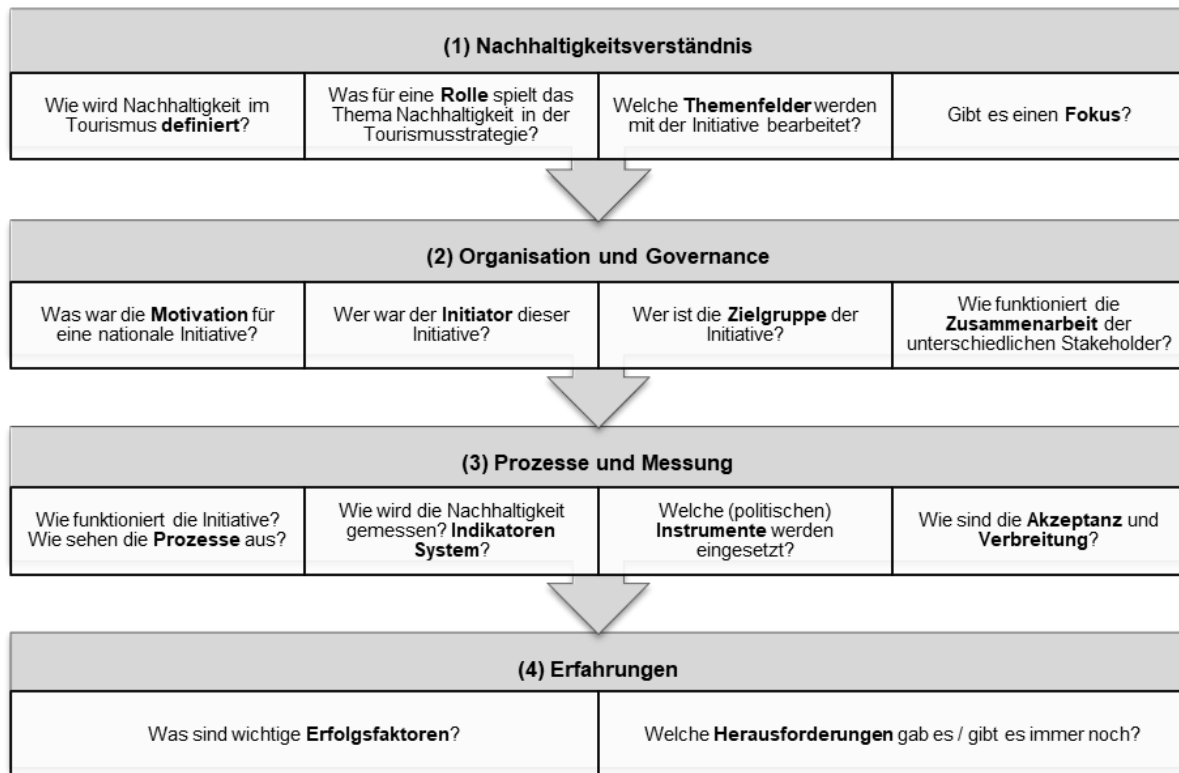 (1) Nachhaltigkeitsverständnis
Wie wird Nachhaltigkeit im
Tourismus definiert?
Was für eine Rolle spielt das
Thema Nachhaltigkeit in der
Tourismusstrategie?
Welche Themenfelder werden
mit der Initiative bearbeitet?
Gibt es einen Fokus?
(2) Organisation und Governance
Was war die Motivation für
eine nationale Initiative?
Wer war der Initiator dieser
Initiative?
Wer ist die Zielgruppe der
Initiative?
Wie funktioniert die
Zusammenarbeit der
unterschiedlichen Stakeholder?
(3) Prozesse und Messung
Wie funktioniert die Initiative?
Wie sehen die Prozesse aus?
Wie wird die Nachhaltigkeit
gemessen? Indikatoren
System?
Welche (politischen)
Instrumente werden
eingesetzt?
Wie sind die Akzeptanz und
Verbreitung?
(4) Erfahrungen
Was sind wichtige Erfolgsfaktoren?
Welche Herausforderungen gab es / gibt es immer noch?